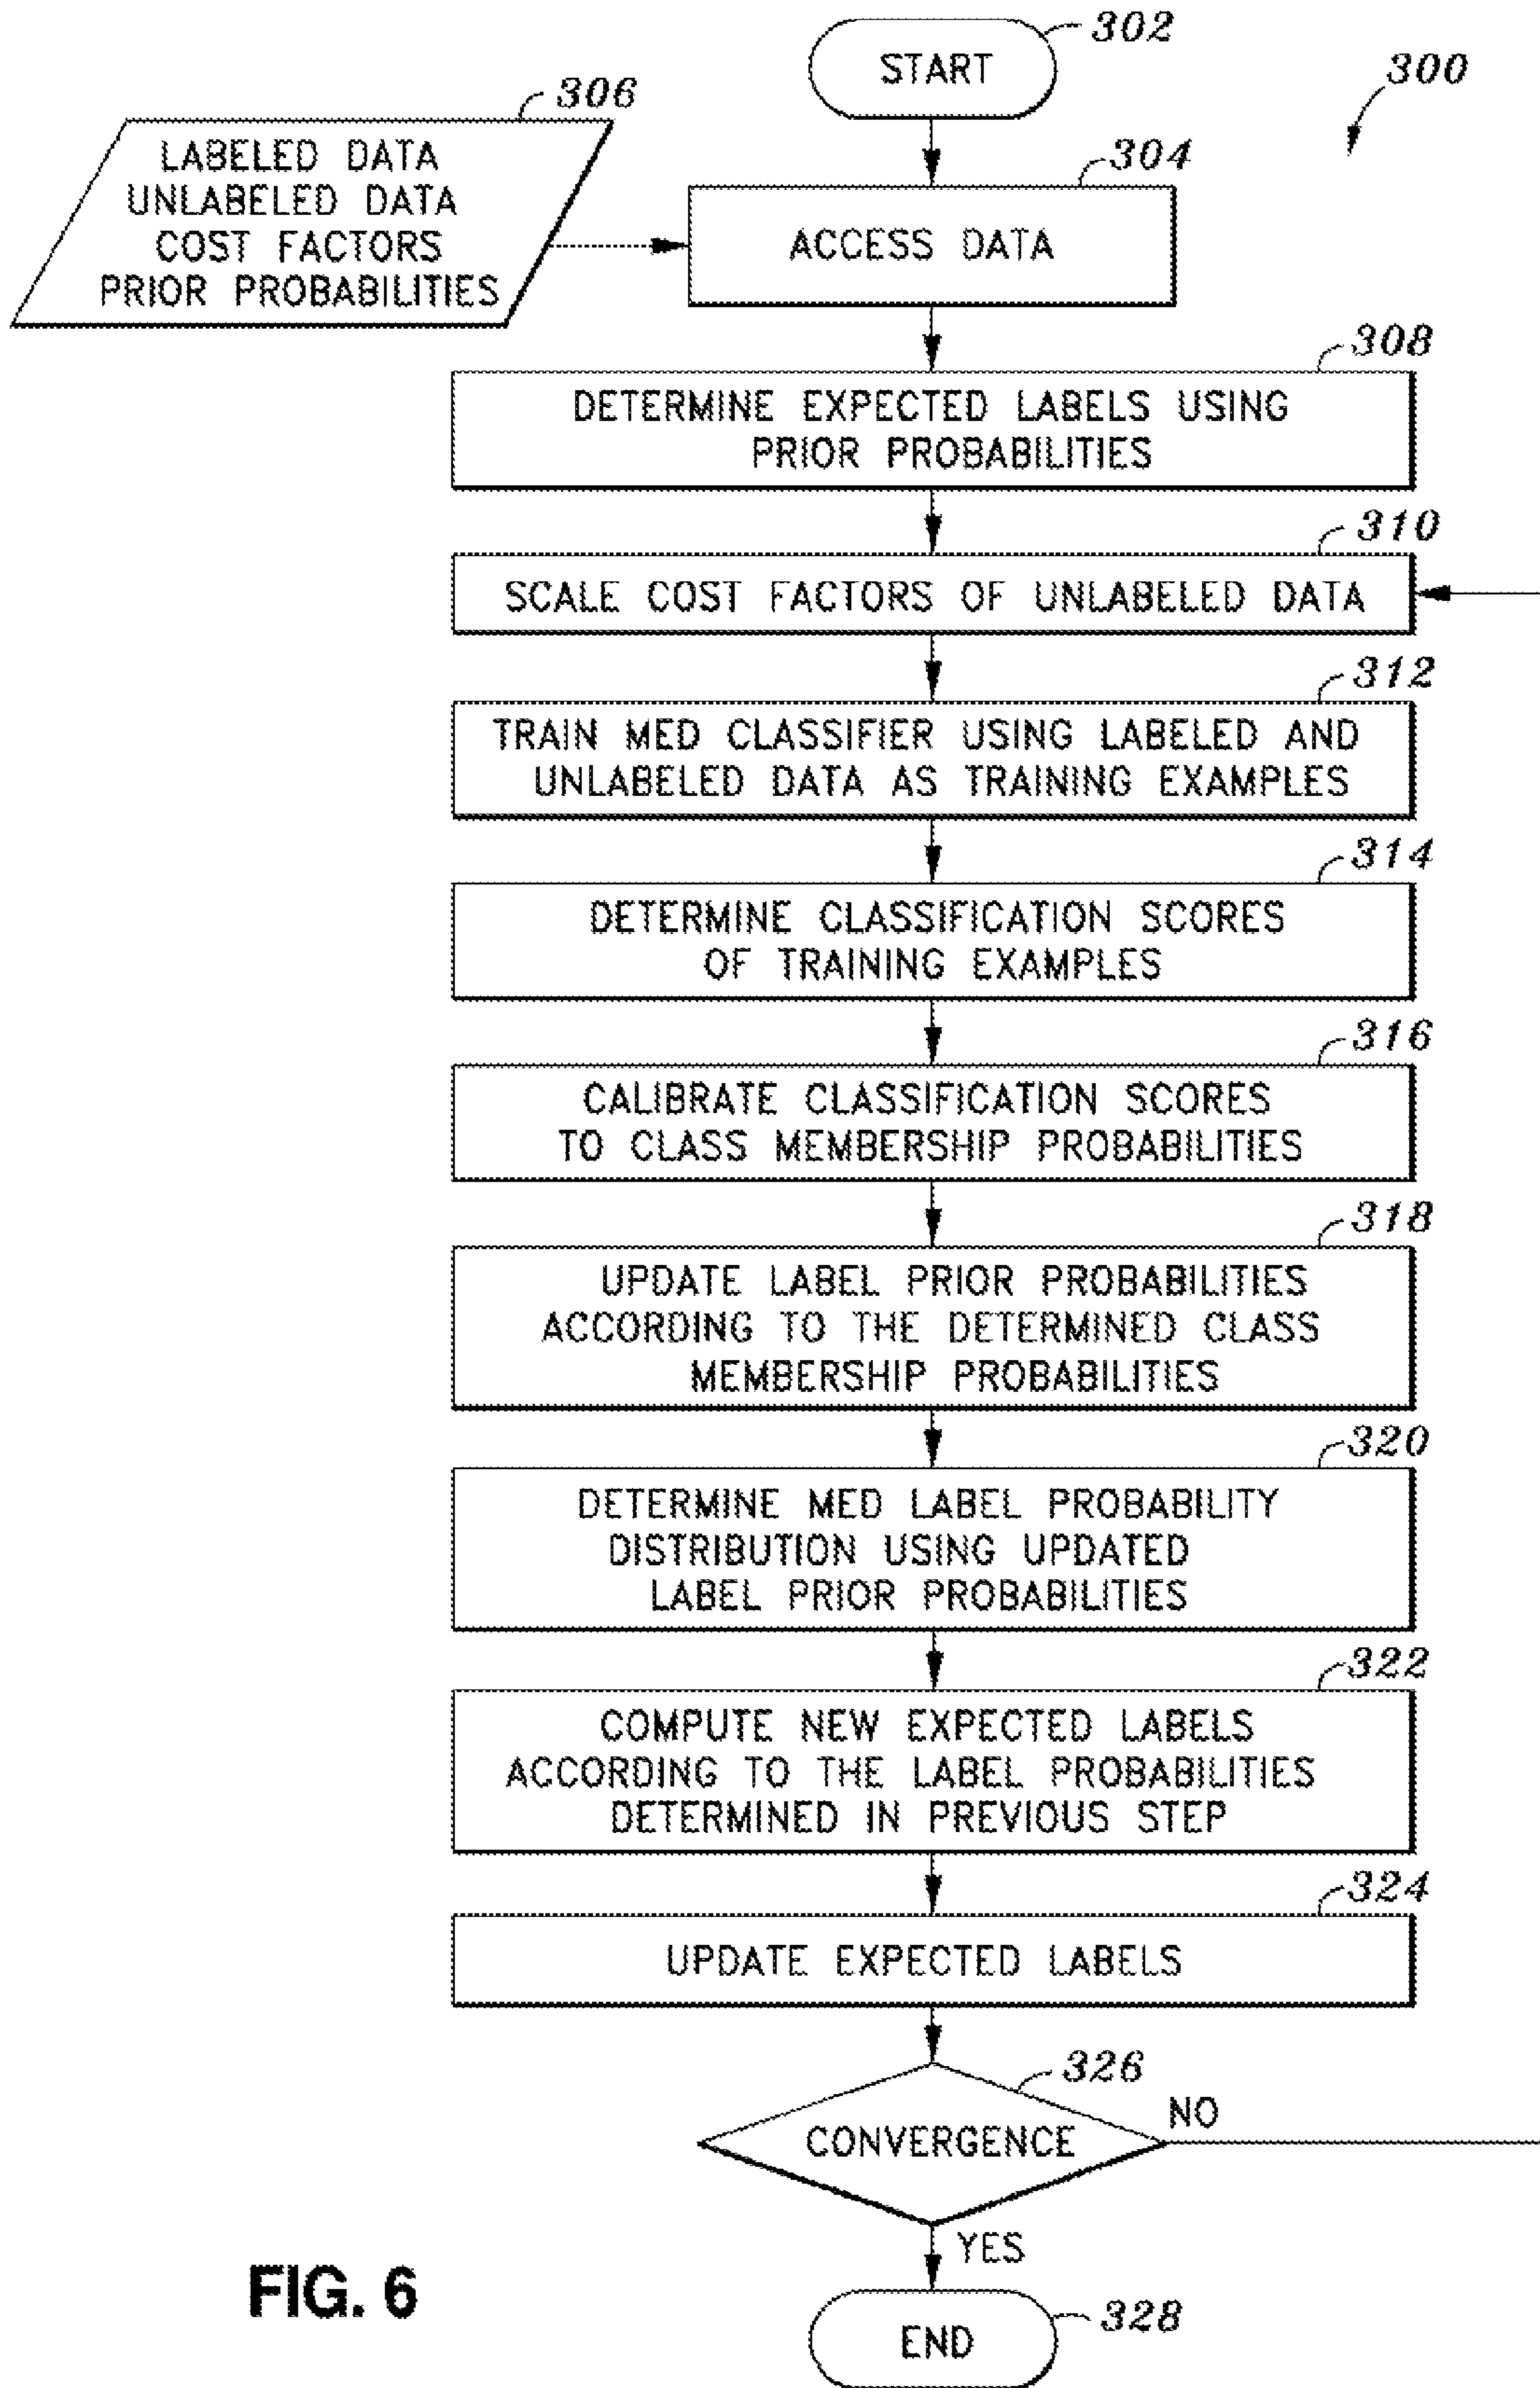 302
START
300
306
LABELED DATA
UNLABELED DATA
COST FACTORS
PRIOR PROBABILITIES
304
ACCESS DATA
308
DETERMINE EXPECTED LABELS USING
PRIOR PROBABILITIES
310
SCALE COST FACTORS OF UNLABELED DATA
312
TRAIN MED CLASSIFIER USING LABELED AND
UNLABELED DATA AS TRAINING EXAMPLES
314
DETERMINE CLASSIFICATION SCORES
OF TRAINING EXAMPLES
316
CALIBRATE CLASSIFICATION SCORES
TO CLASS MEMBERSHIP PROBABILITIES
318
UPDATE LABEL PRIOR PROBABILITIES
ACCORDING TO THE DETERMINED CLASS
MEMBERSHIP PROBABILITIES
320
DETERMINE MED LABEL PROBABILITY
DISTRIBUTION USING UPDATED
LABEL PRIOR PROBABILITIES
322
COMPUTE NEW EXPECTED LABELS
ACCORDING TO THE LABEL PROBABILITIES
DETERMINED IN PREVIOUS STEP
324
UPDATE EXPECTED LABELS
326
CONVERGENCE
NO
YES
328
END
FIG. 6